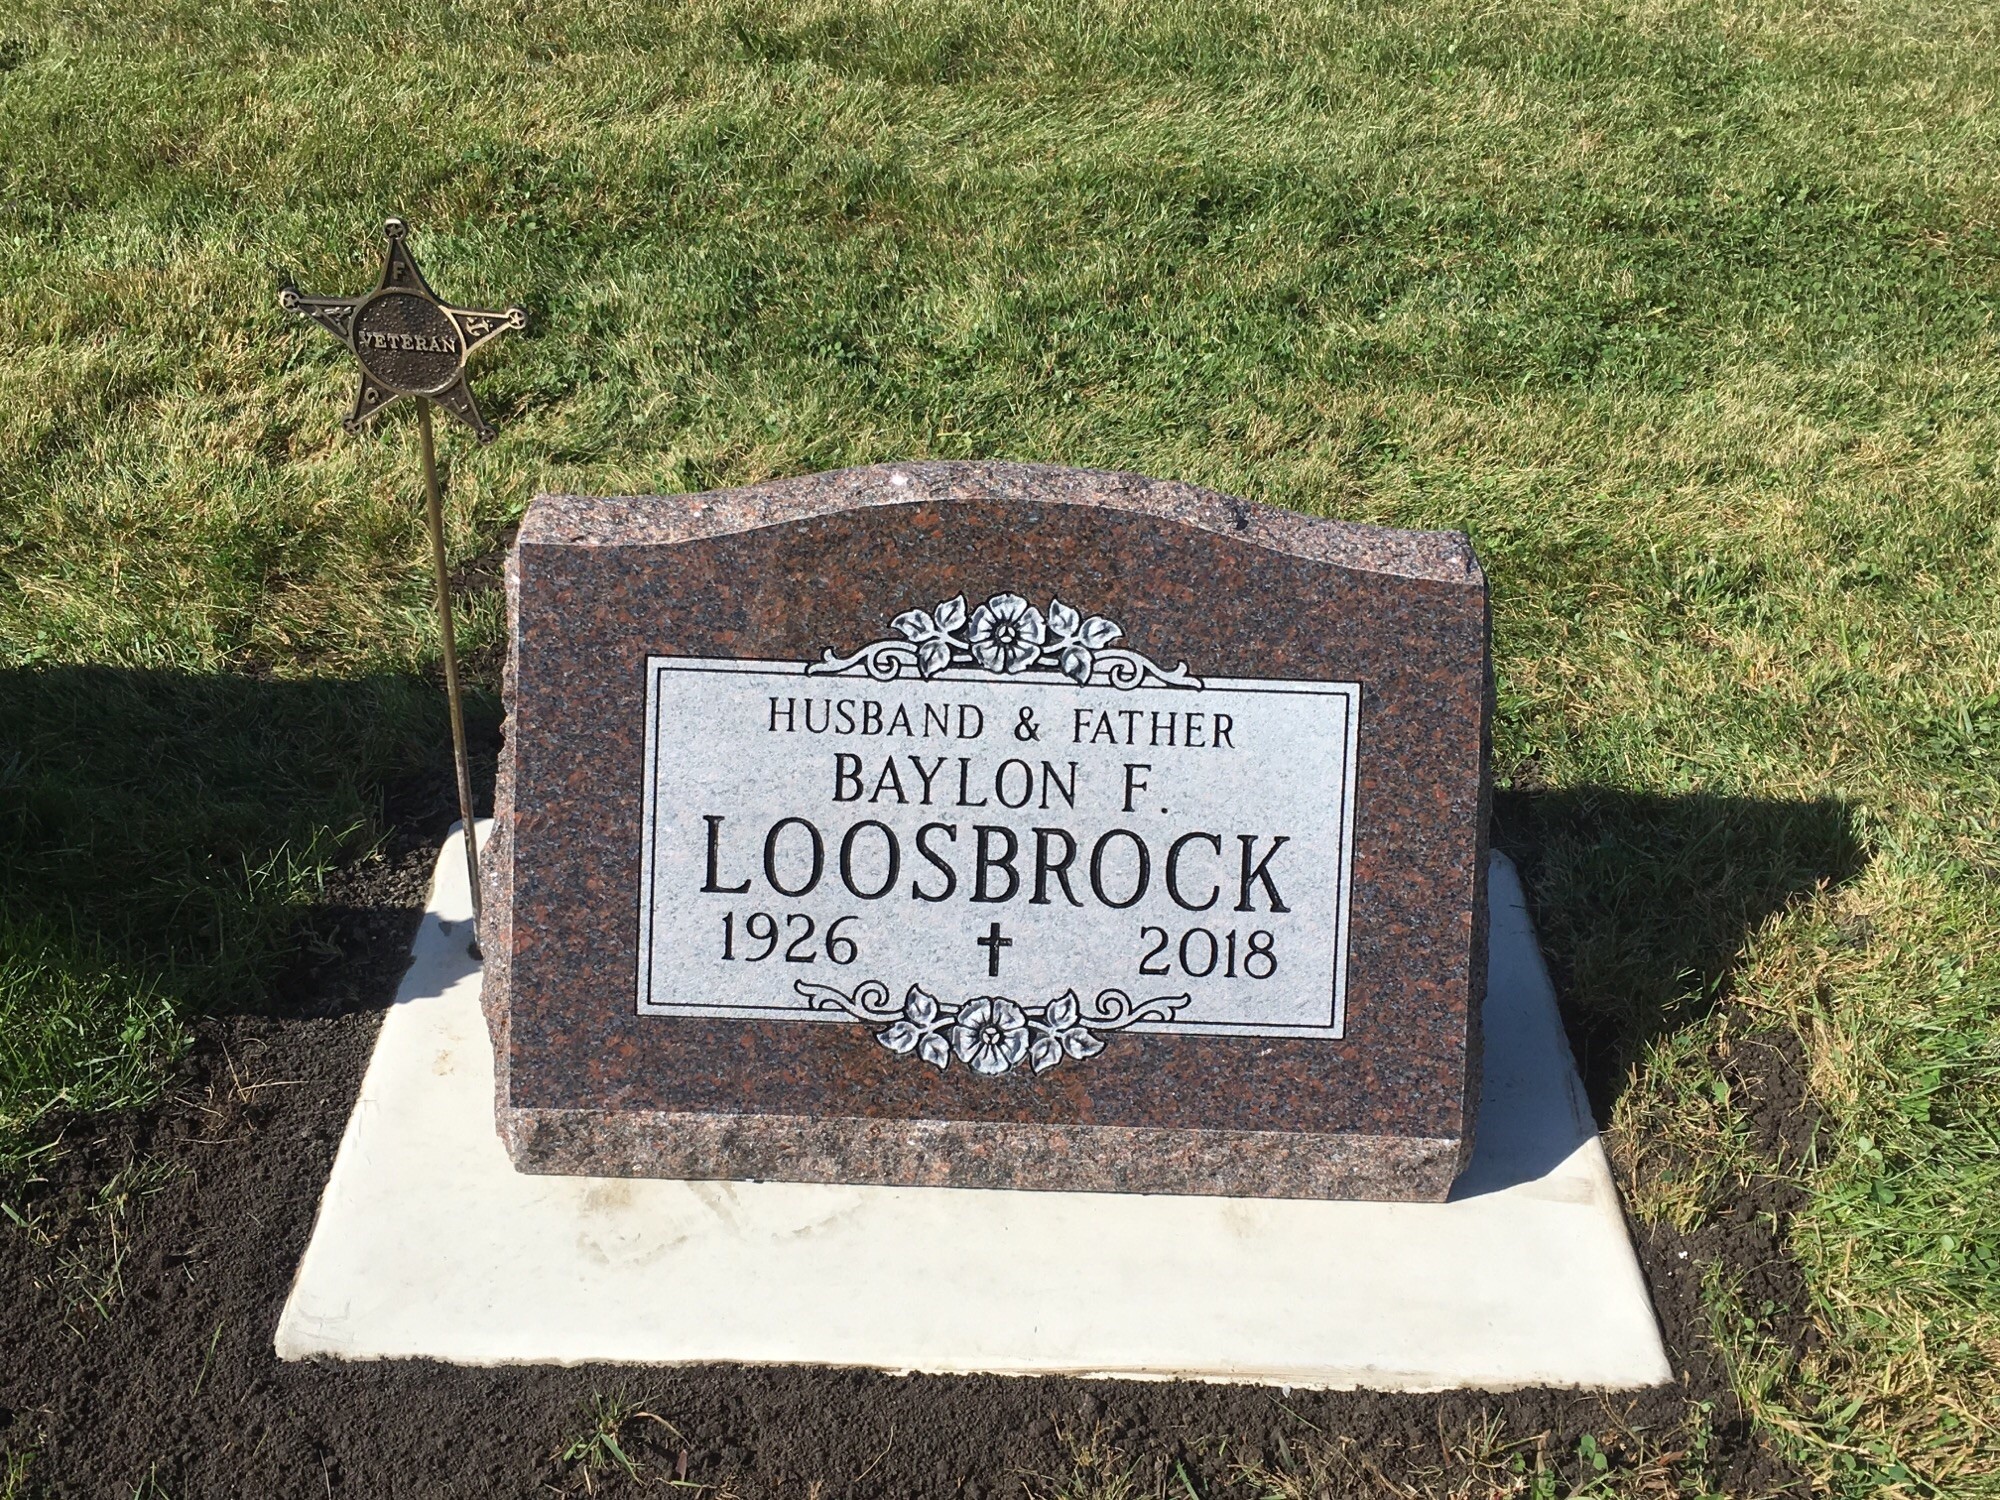 VETERAN
HUSBAND & FATHER
BAYLON F.
LOOSBROCK
1926 2018